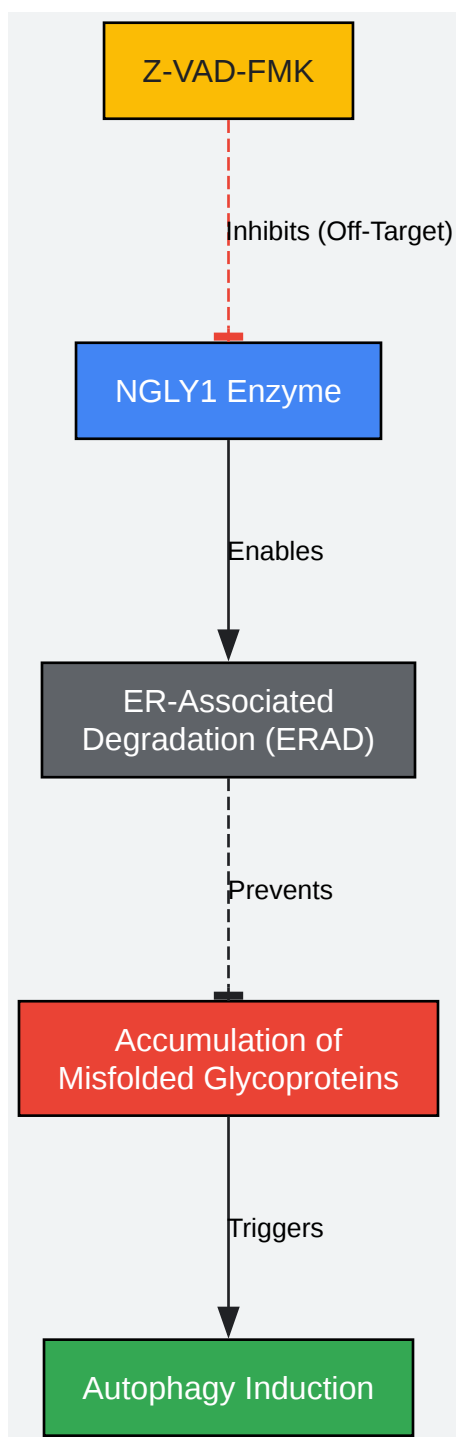 Z-VAD-FMK
Inhibits (Off-Target)
NGLY1 Enzyme
Enables
ER-Associated
Degradation (ERAD)
Prevents
Accumulation of
Misfolded Glycoproteins
Triggers
Autophagy Induction